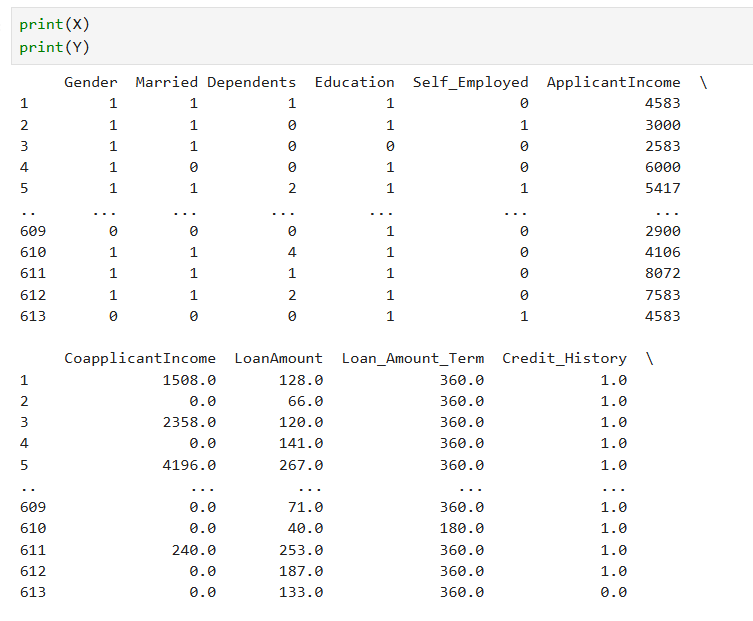 print(X)
print(Y)
Gender Married Dependents Education Self_Employed ApplicantIncome \
1 1 1 1 1 0 4583
2 1 1 0 1 1 3000
3 1 1 0 0 0 2583
4 1 0 0 1 0 6000
5 1 1 2 1 1 5417
.. ... ... ... ... ... ...
609 0 0 0 1 0 2900
610 1 1 4 1 0 4106
611 1 1 1 1 0 8072
612 1 1 2 1 0 7583
613 0 0 0 1 1 4583
CoapplicantIncome LoanAmount Loan_Amount_Term Credit_History \
1 1508.0 128.0 360.0 1.0
2 0.0 66.0 360.0 1.0
3 2358.0 120.0 360.0 1.0
4 0.0 141.0 360.0 1.0
5 4196.0 267.0 360.0 1.0
.. ... ... ... ...
609 0.0 71.0 360.0 1.0
610 0.0 40.0 180.0 1.0
611 240.0 253.0 360.0 1.0
612 0.0 187.0 360.0 1.0
613 0.0 133.0 360.0 0.0